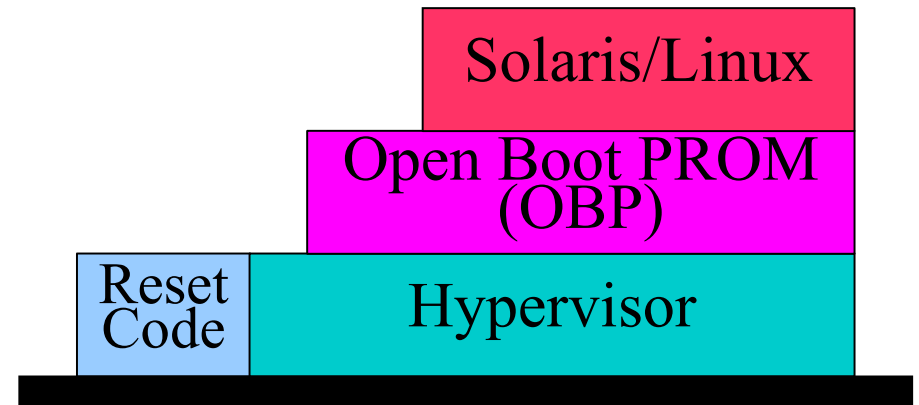 Solaris/Linux
Open Boot PROM
(OBP)
Reset
Code
Hypervisor